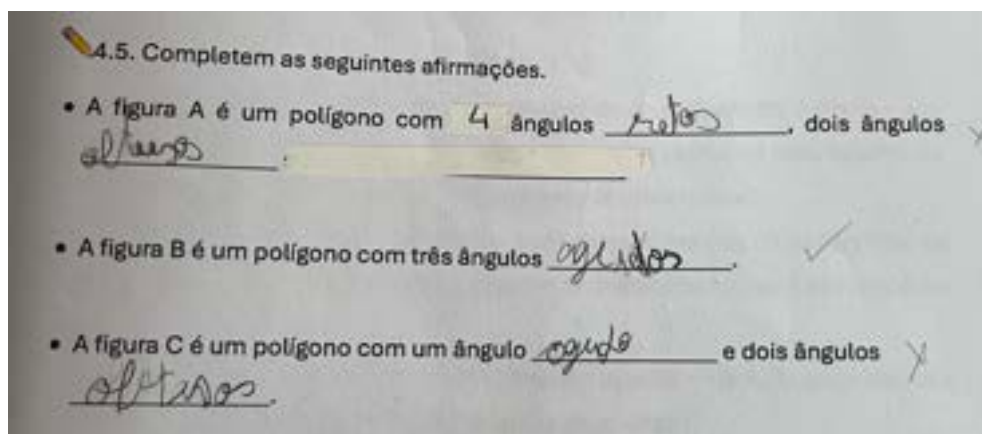 4.5. Completem as seguintes afirmações.
• A figura A é um polígono com 4 ângulos retos, dois ângulos
obtusos.
• A figura B é um polígono com três ângulos agudos.
• A figura C é um polígono com um ângulo agudo e dois ângulos
obtusos.